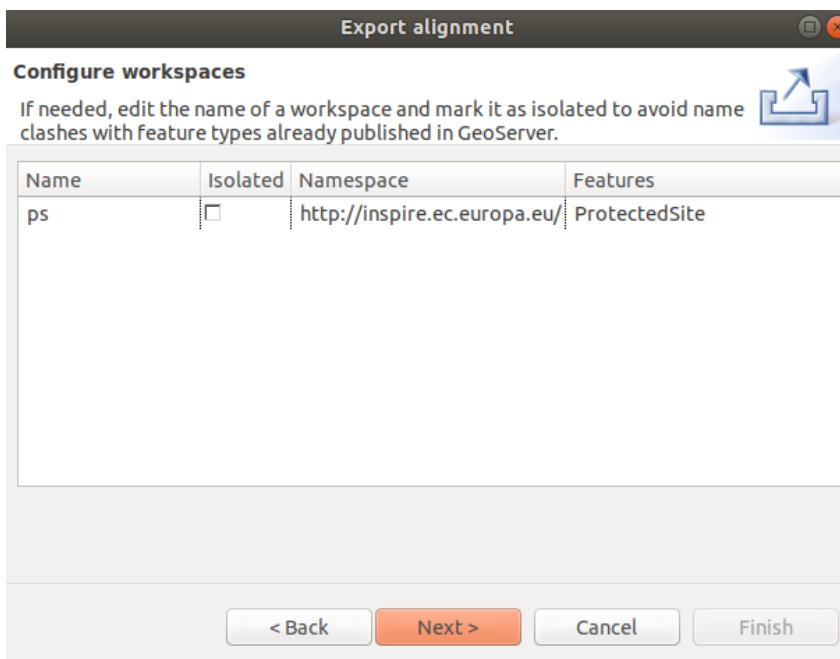 Export alignment
Configure workspaces
If needed, edit the name of a workspace and mark it as isolated to avoid name
clashes with feature types already published in GeoServer.
Name Isolated Namespace Features
ps http://inspire.ec.europa.eu/ ProtectedSite
< Back Next > Cancel Finish